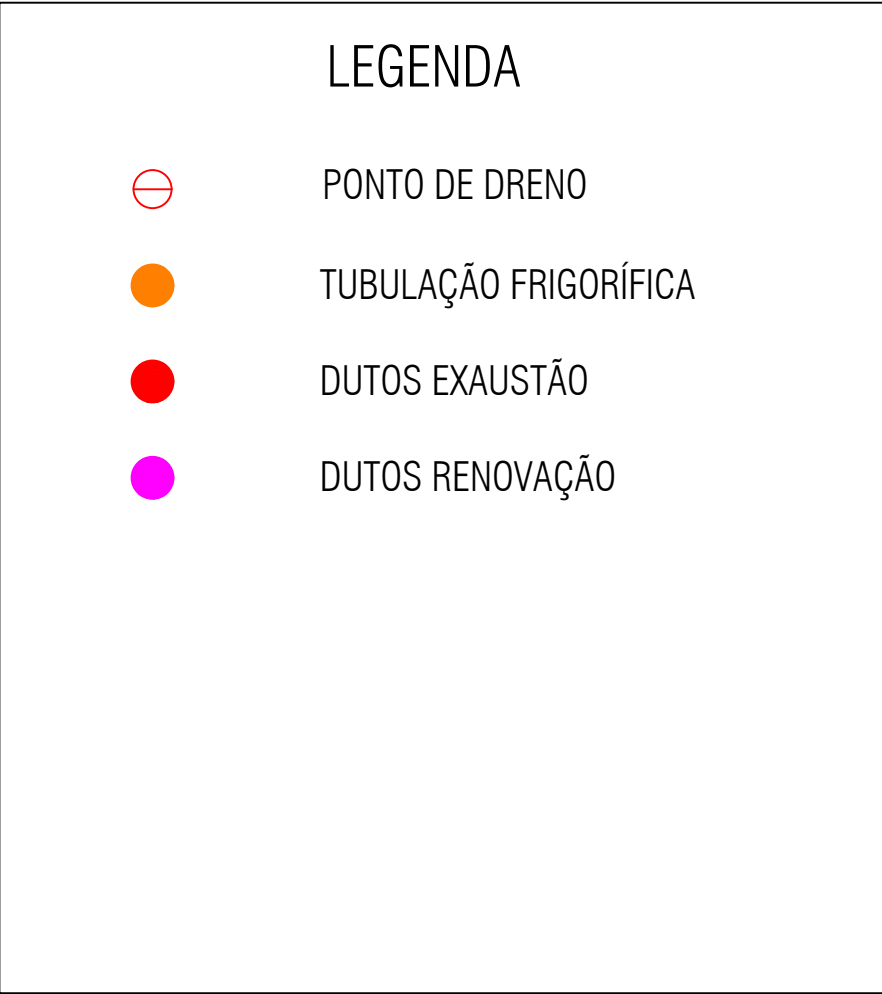 LEGENDA
PONTO DE DRENO
TUBULAÇÃO FRIGORÍFICA
DUTOS EXAUSTÃO
DUTOS RENOVAÇÃO